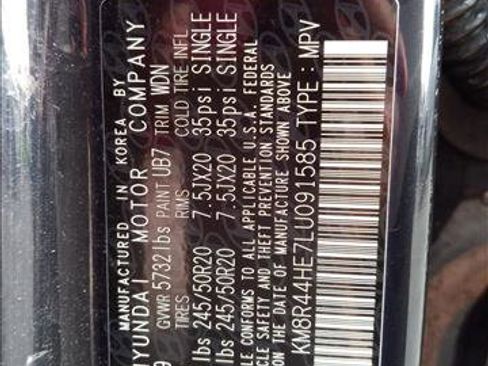 MANUFACTURED IN KOREA BY
HYUNDAI MOTOR COMPANY
GVWR 5732 lbs PAINT UB7 TRIM WDN
TIRES RIMS COLD TIRE INFL
lbs 245/50R20 7.5JX20 35psi SINGLE
lbs 245/50R20 7.5JX20 35psi SINGLE
CONFORMS TO ALL APPLICABLE U.S.A FEDERAL
SAFETY AND THEFT PREVENTION STANDARDS
ON THE DATE OF MANUFACTURE SHOWN ABOVE
KM8R44HE7LU091585 TYPE : MPV